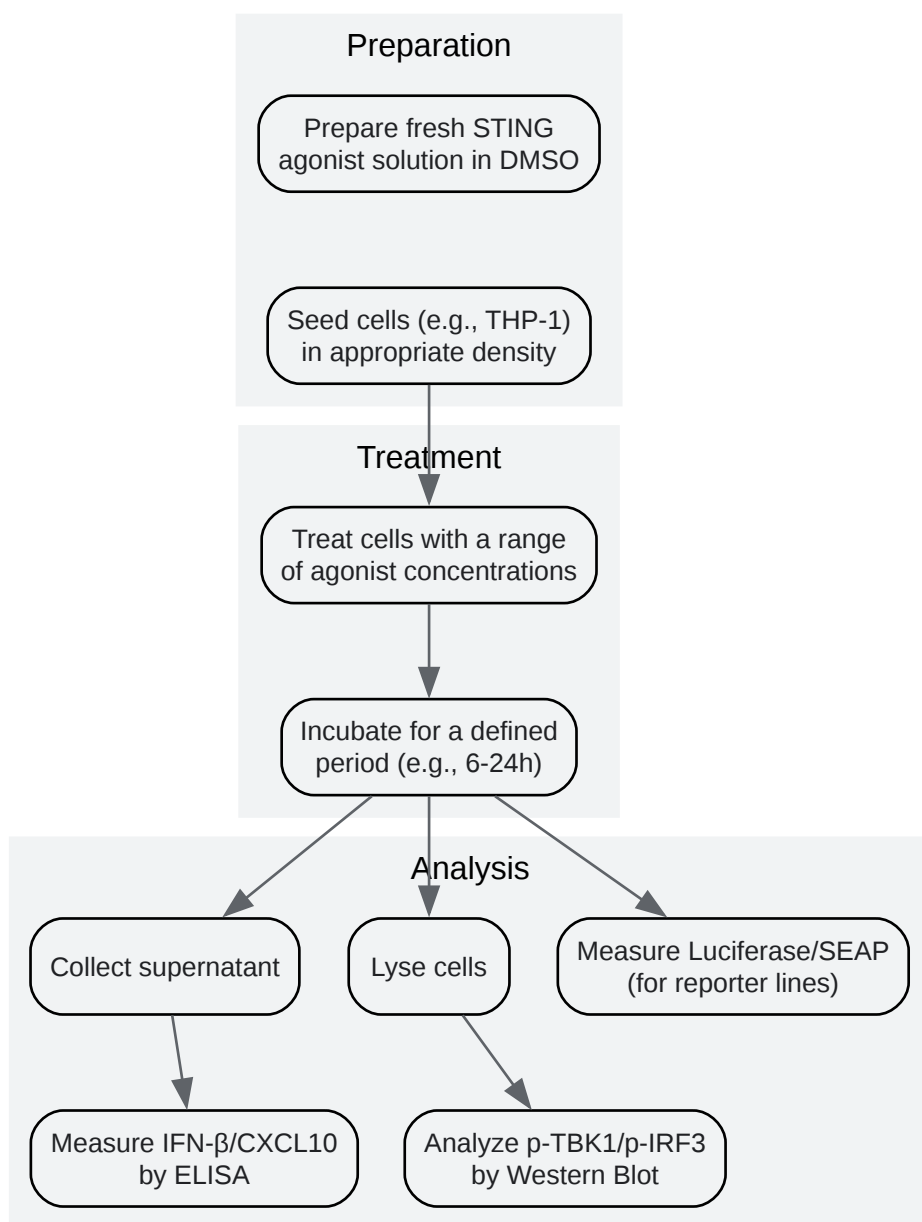 Preparation
Prepare fresh STING
agonist solution in DMSO
Seed cells (e.g., THP-1)
in appropriate density
Treatment
Treat cells with a range
of agonist concentrations
Incubate for a defined
period (e.g., 6-24h)
Analysis
Collect supernatant
Lyse cells
Measure Luciferase/SEAP
(for reporter lines)
Measure IFN-β/CXCL10
by ELISA
Analyze p-TBK1/p-IRF3
by Western Blot